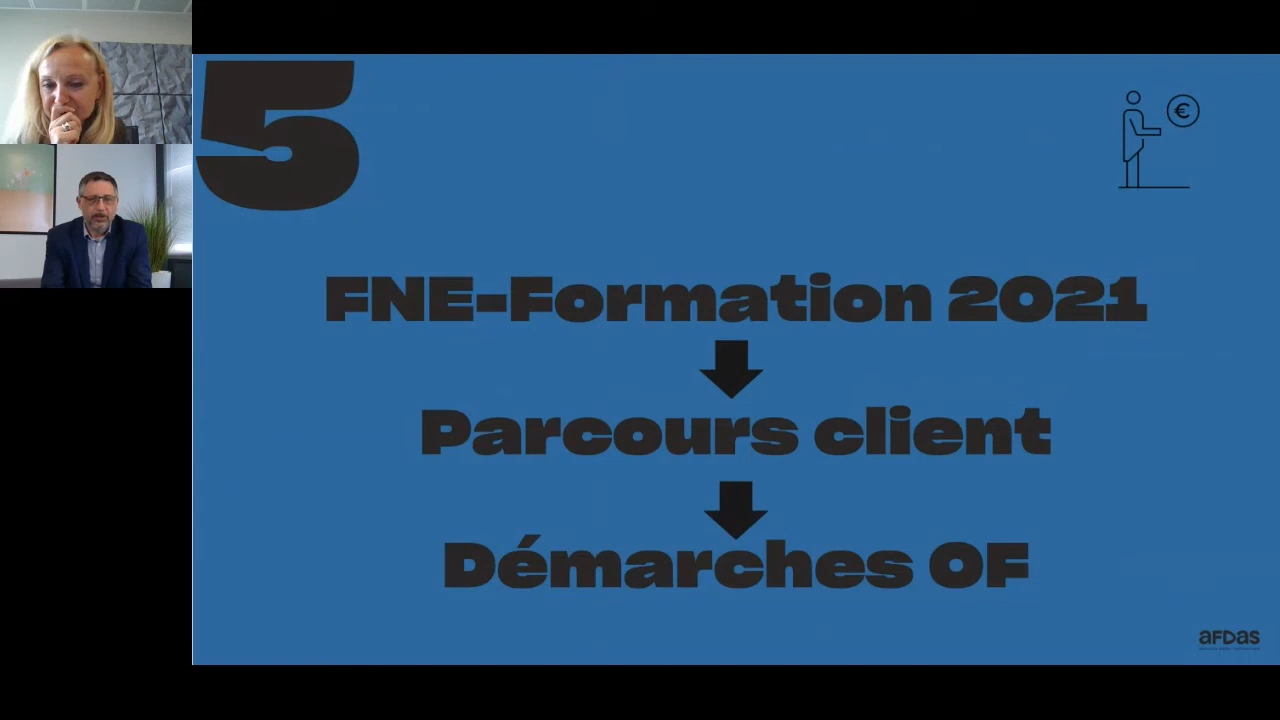 5
€
FNE-Formation 2021
Parcours client
Démarches OF
afdas